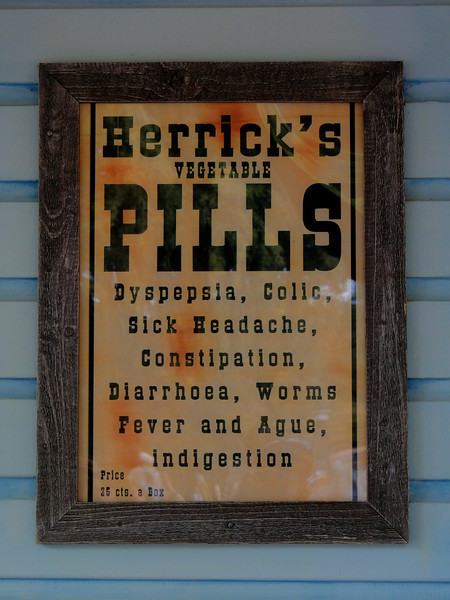 Herrick's
VEGETABLE
PILLS
Dyspepsia, Colic,
Sick Headache,
Constipation,
Diarrhoea, Worms
Fever and Ague,
indigestion
Price
25 cts. a Box